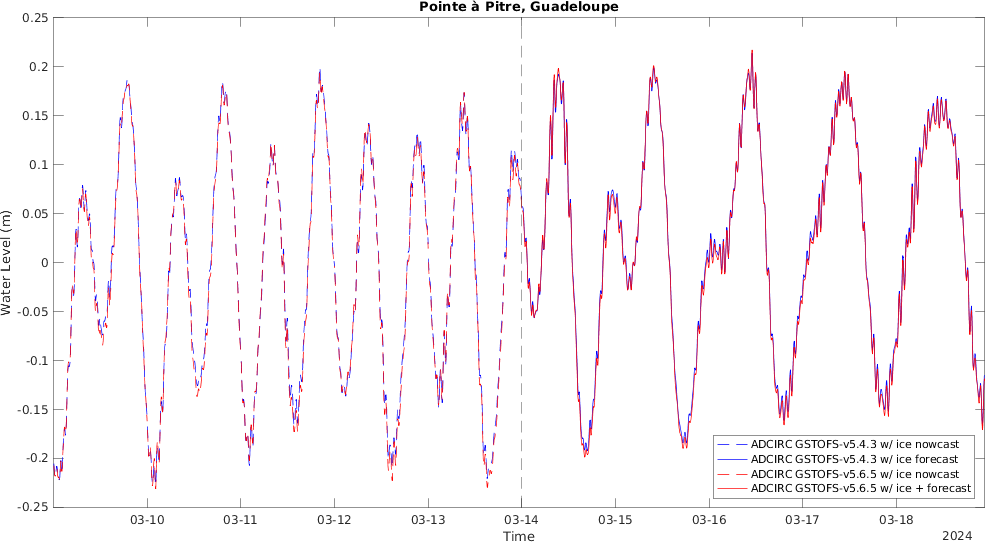 Pointe à Pitre, Guadeloupe
0.25
0.2
0.15
0.1
0.05
0
-0.05
-0.1
-0.15
-0.2
-0.25
Water Level (m)
ADCIRC GSTOFS-v5.4.3 w/ ice nowcast
ADCIRC GSTOFS-v5.4.3 w/ ice forecast
ADCIRC GSTOFS-v5.6.5 w/ ice nowcast
ADCIRC GSTOFS-v5.6.5 w/ ice + forecast
03-10 03-11 03-12 03-13 03-14 03-15 03-16 03-17 03-18
Time
2024